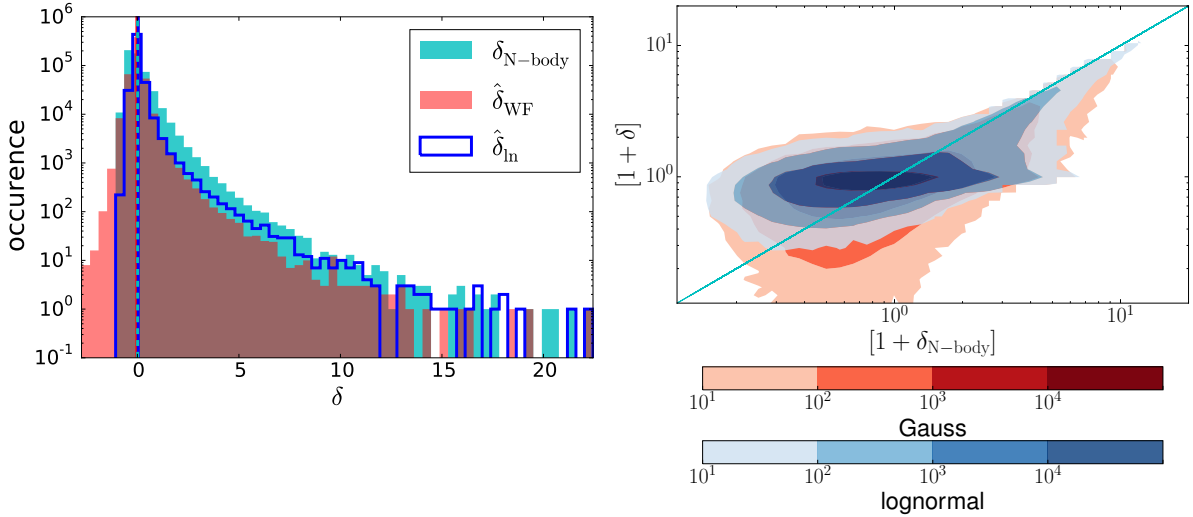 occurence
10^6
10^5
10^4
10^3
10^2
10^1
10^0
10^-1
0
5
10
15
20
δ
δ_N−body
δ̂_WF
δ̂_ln
[1 + δ]
10^1
10^0
10^0
10^1
[1 + δ_N−body]
10^1
10^2
10^3
10^4
Gauss
10^1
10^2
10^3
10^4
lognormal